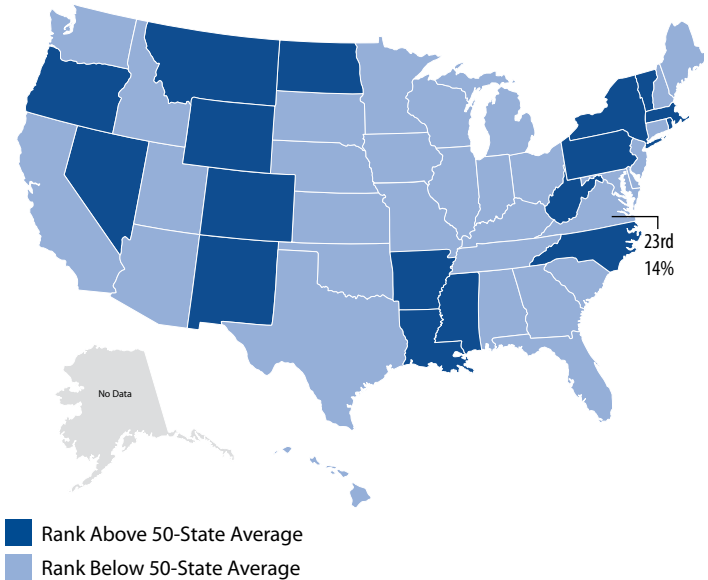 23rd
14%
No Data
Rank Above 50-State Average
Rank Below 50-State Average